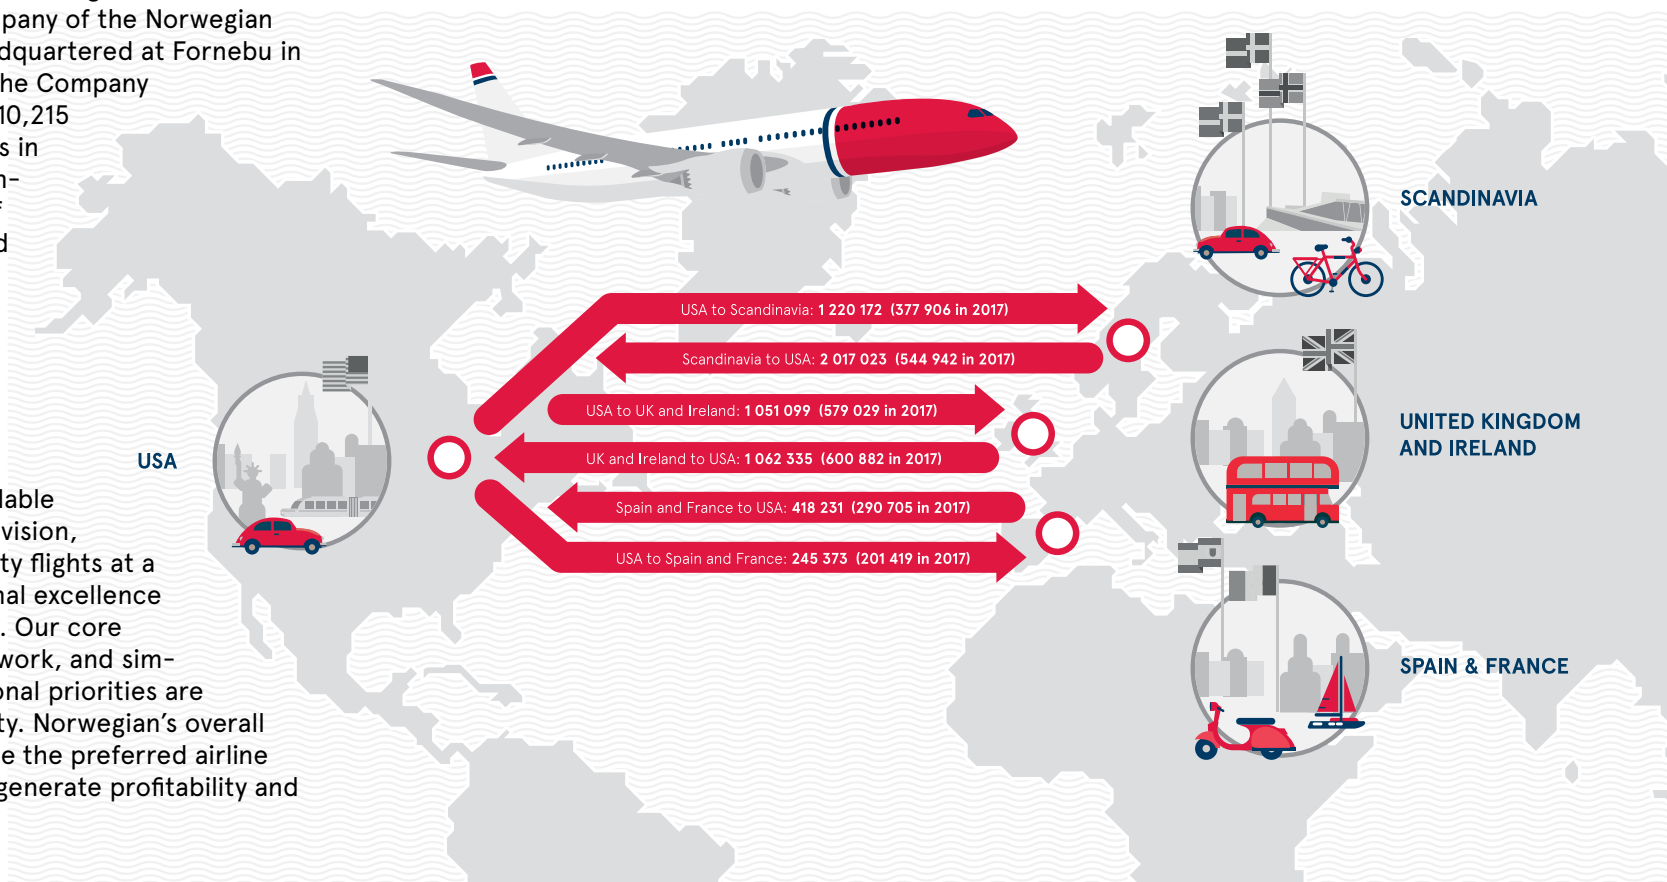 pany of the Norwegian
dquartered at Fornebu in
he Company
10,215
s in
n-
d
lable
vision,
ty flights at a
nal excellence
. Our core
work, and sim-
onal priorities are
ty. Norwegian's overall
e the preferred airline
generate profitability and
USA
USA to Scandinavia: 1 220 172 (377 906 in 2017)
Scandinavia to USA: 2 017 023 (544 942 in 2017)
USA to UK and Ireland: 1 051 099 (579 029 in 2017)
UK and Ireland to USA: 1 062 335 (600 882 in 2017)
Spain and France to USA: 418 231 (290 705 in 2017)
USA to Spain and France: 245 373 (201 419 in 2017)
SCANDINAVIA
UNITED KINGDOM
AND IRELAND
SPAIN & FRANCE